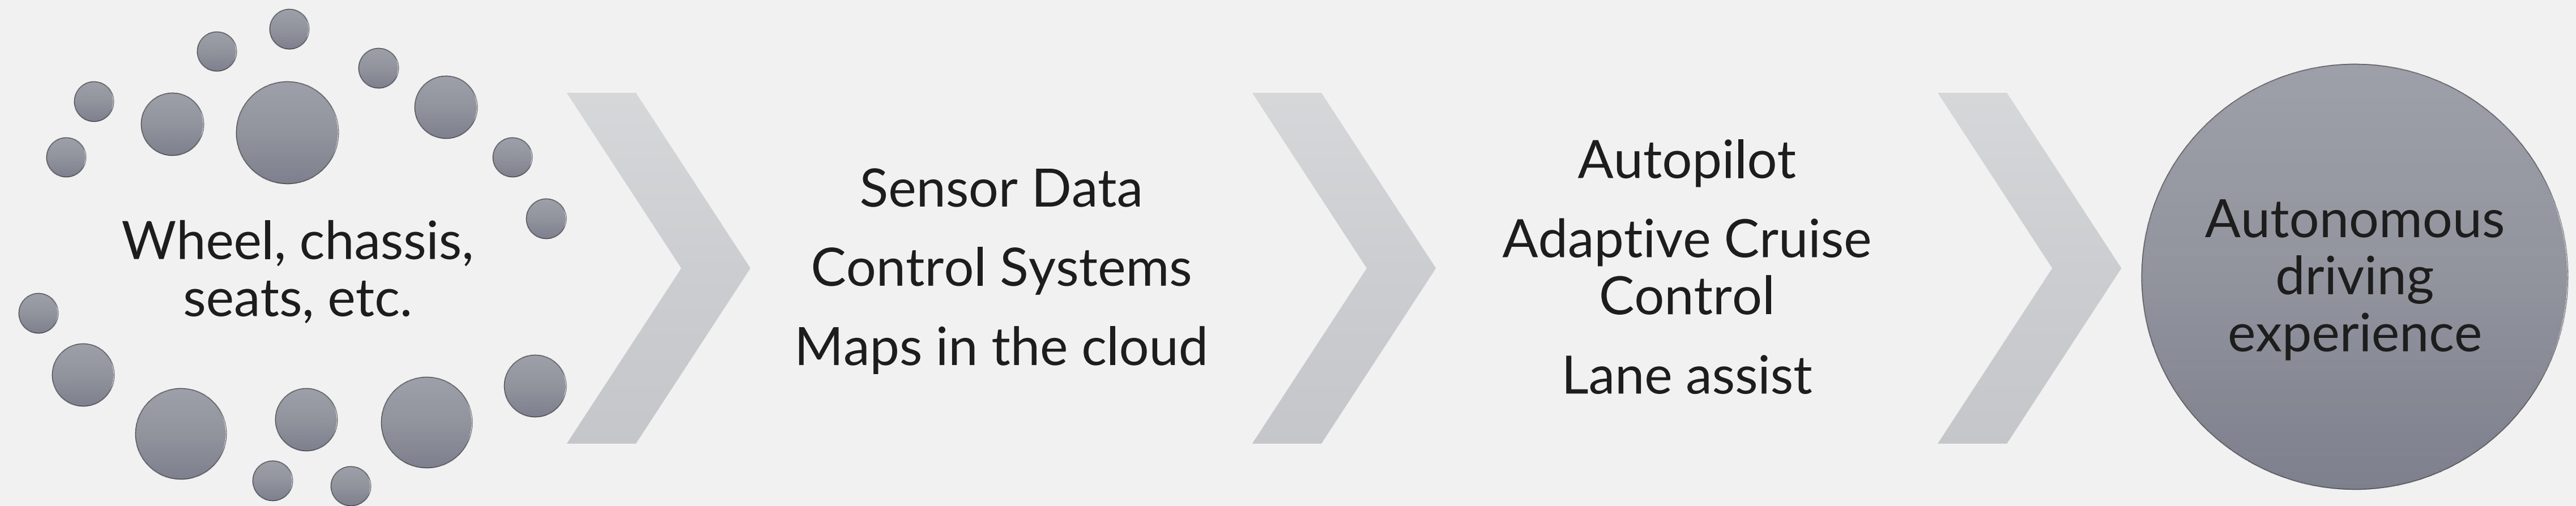 Wheel, chassis,
seats, etc.
Sensor Data
Control Systems
Maps in the cloud
Autopilot
Adaptive Cruise
Control
Lane assist
Autonomous
driving
experience